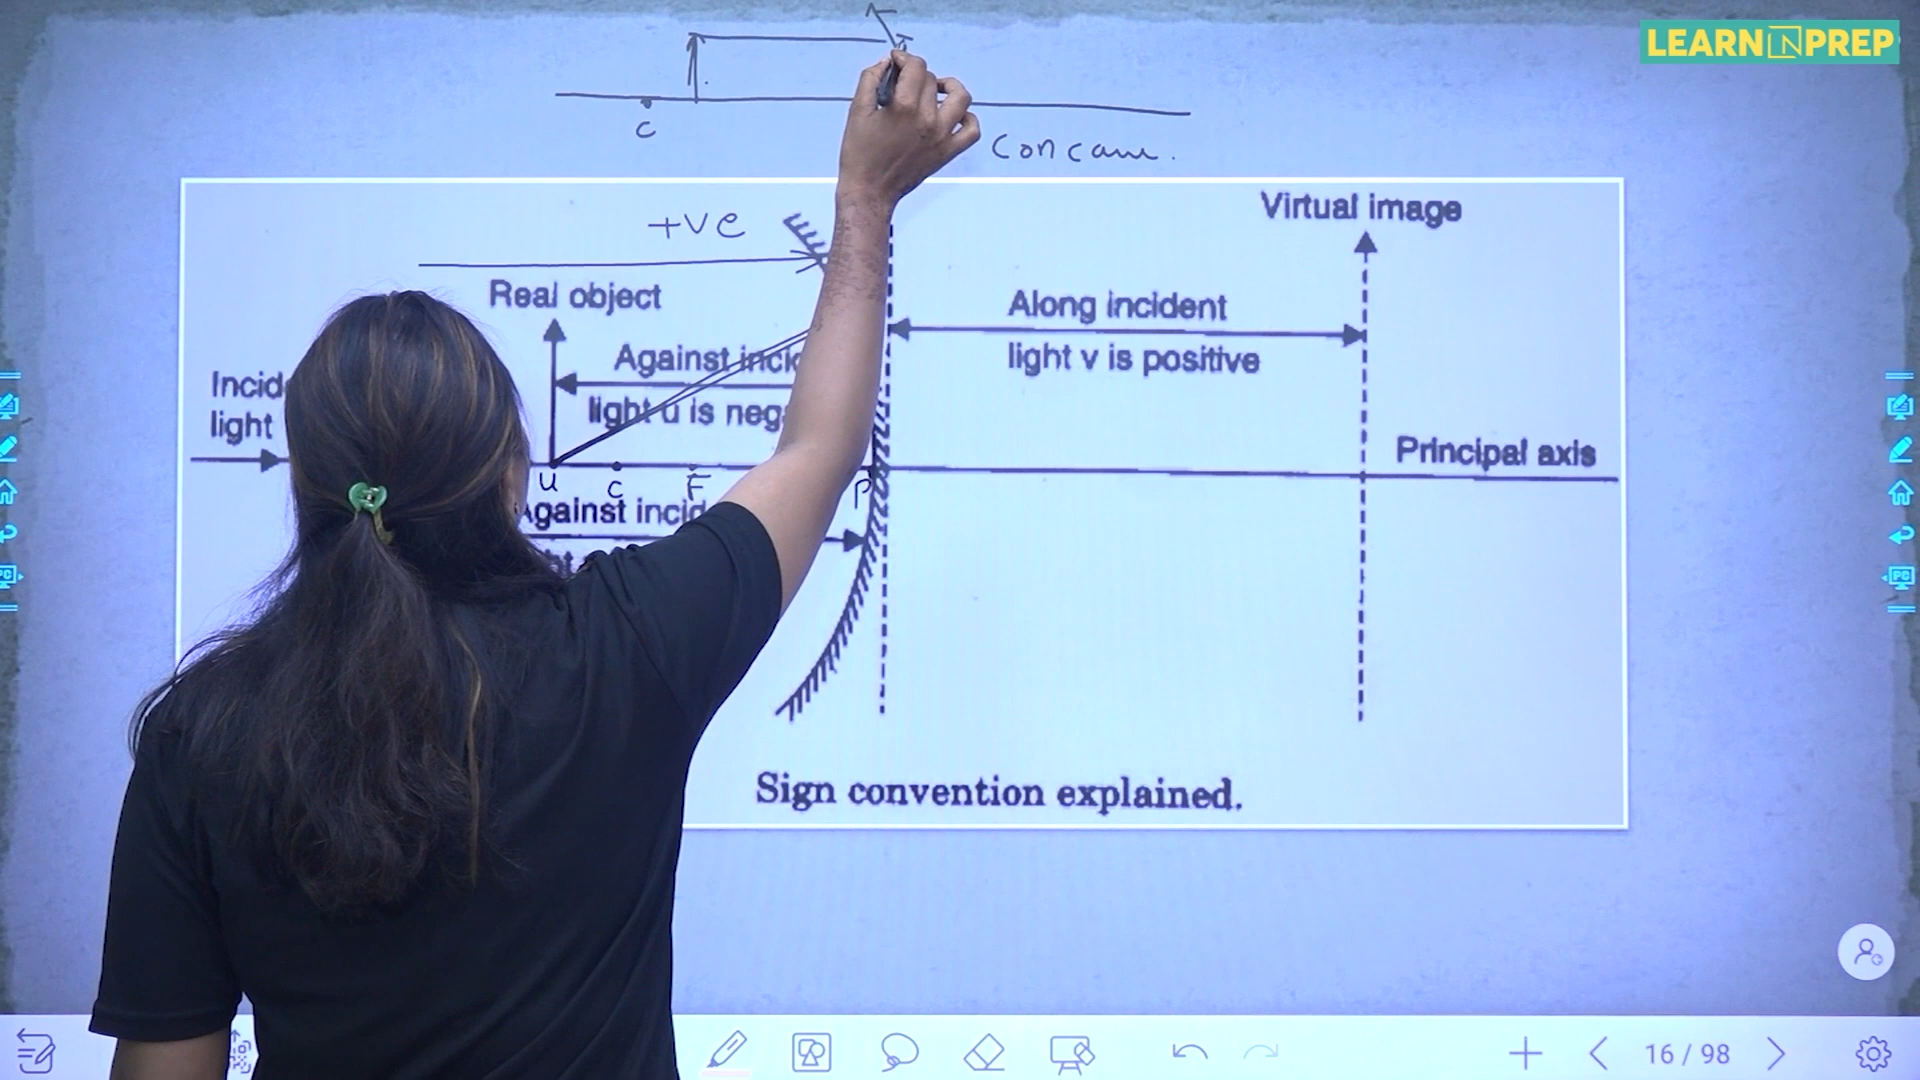 LEARN N PREP
C
Concave.
+ve
Virtual image
Real object
Along incident
light v is positive
Against
Incid
light
light u is neg
Principal axis
u C F P
Against incid
Sign convention explained.
16 / 98